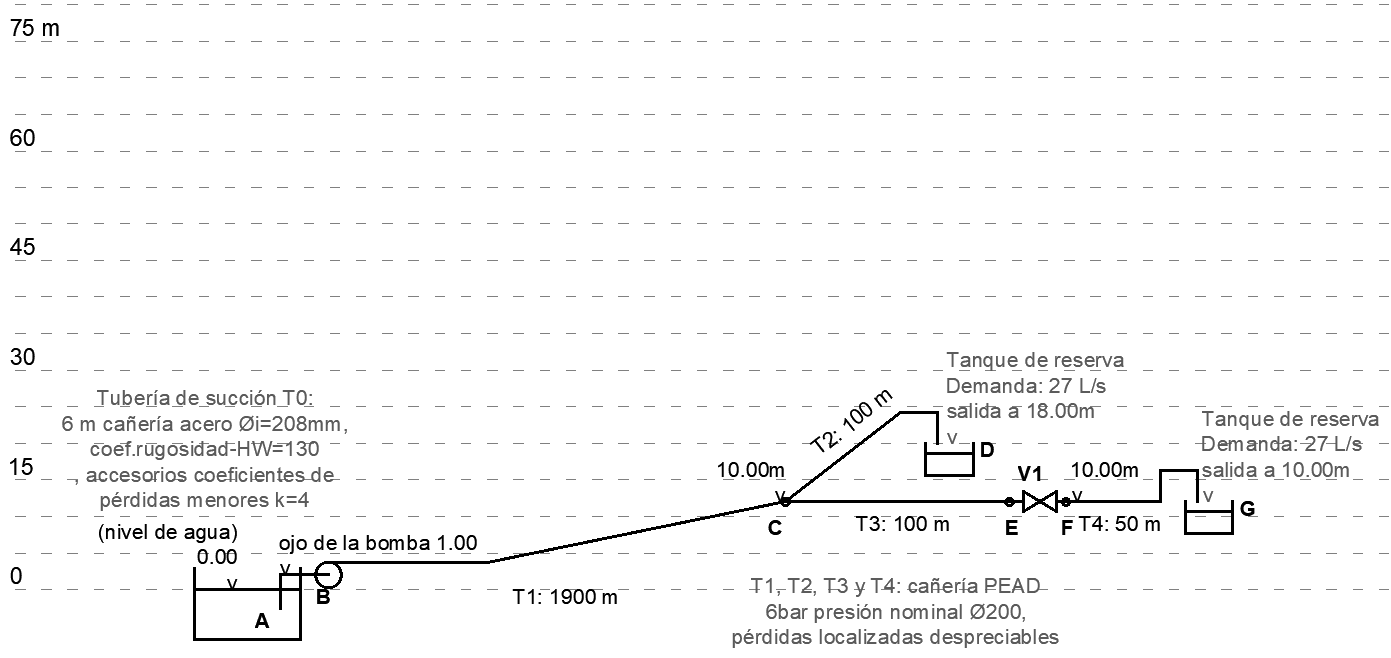 75 m
60
45
30
15
0
Tubería de succión T0:
6 m cañería acero Øi=208mm,
coef.rugosidad-HW=130
, accesorios coeficientes de
pérdidas menores k=4
(nivel de agua)
0.00
v
A
ojo de la bomba 1.00
v
B
T1: 1900 m
10.00m
v
C
T2: 100 m
Tanque de reserva
Demanda: 27 L/s
salida a 18.00m
v
D
T3: 100 m
E
V1
F
10.00m
v
T4: 50 m
Tanque de reserva
Demanda: 27 L/s
salida a 10.00m
v
G
T1, T2, T3 y T4: cañería PEAD
6bar presión nominal Ø200,
pérdidas localizadas despreciables